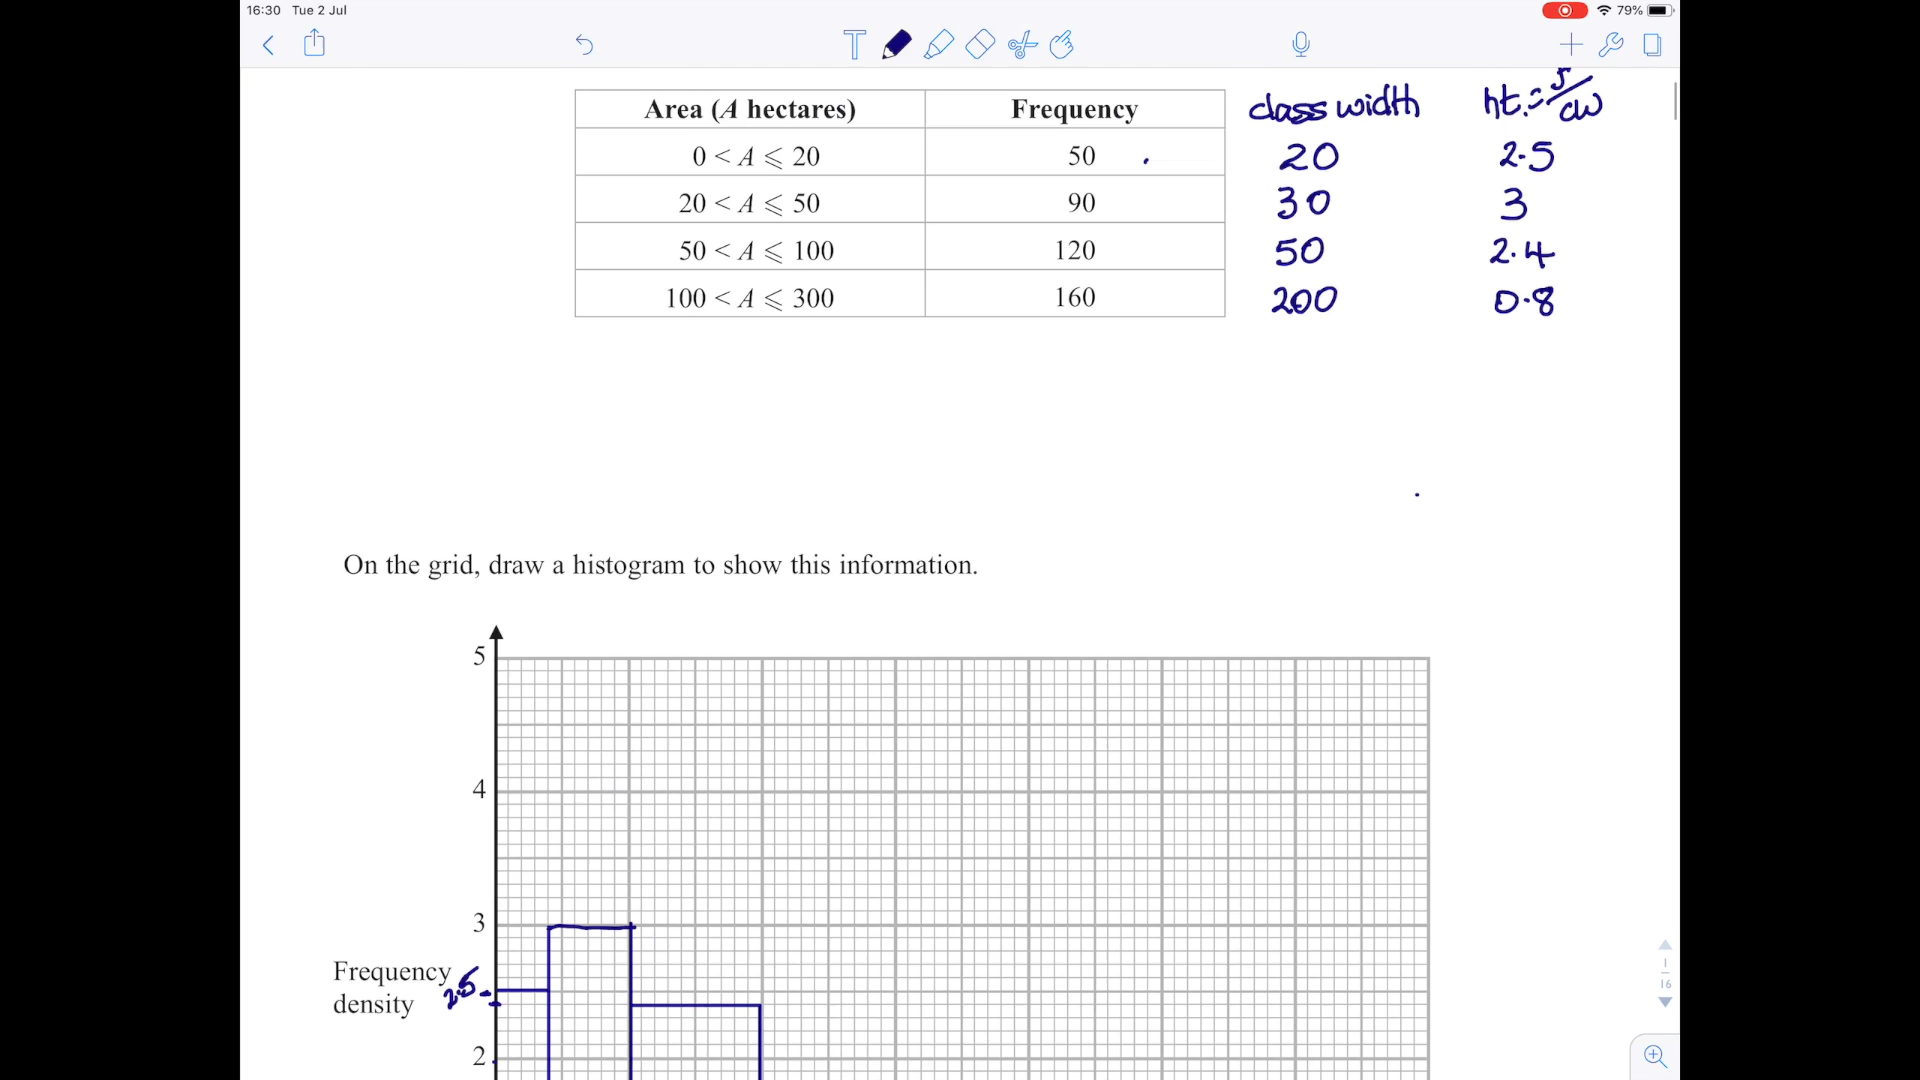 16:30 Tue 2 Jul 79%
Area (A hectares) Frequency class width ht. = f/cw
0 < A ⩽ 20 50 20 2.5
20 < A ⩽ 50 90 30 3
50 < A ⩽ 100 120 50 2.4
100 < A ⩽ 300 160 200 0.8
On the grid, draw a histogram to show this information.
5
4
3
Frequency
density 2.5
2
1
16